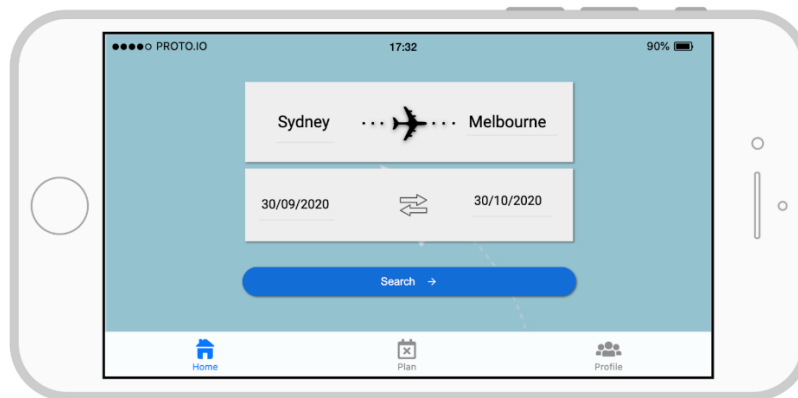 PROTO.IO 17:32 90%
Sydney Melbourne
30/09/2020 30/10/2020
Search →
Home Plan Profile